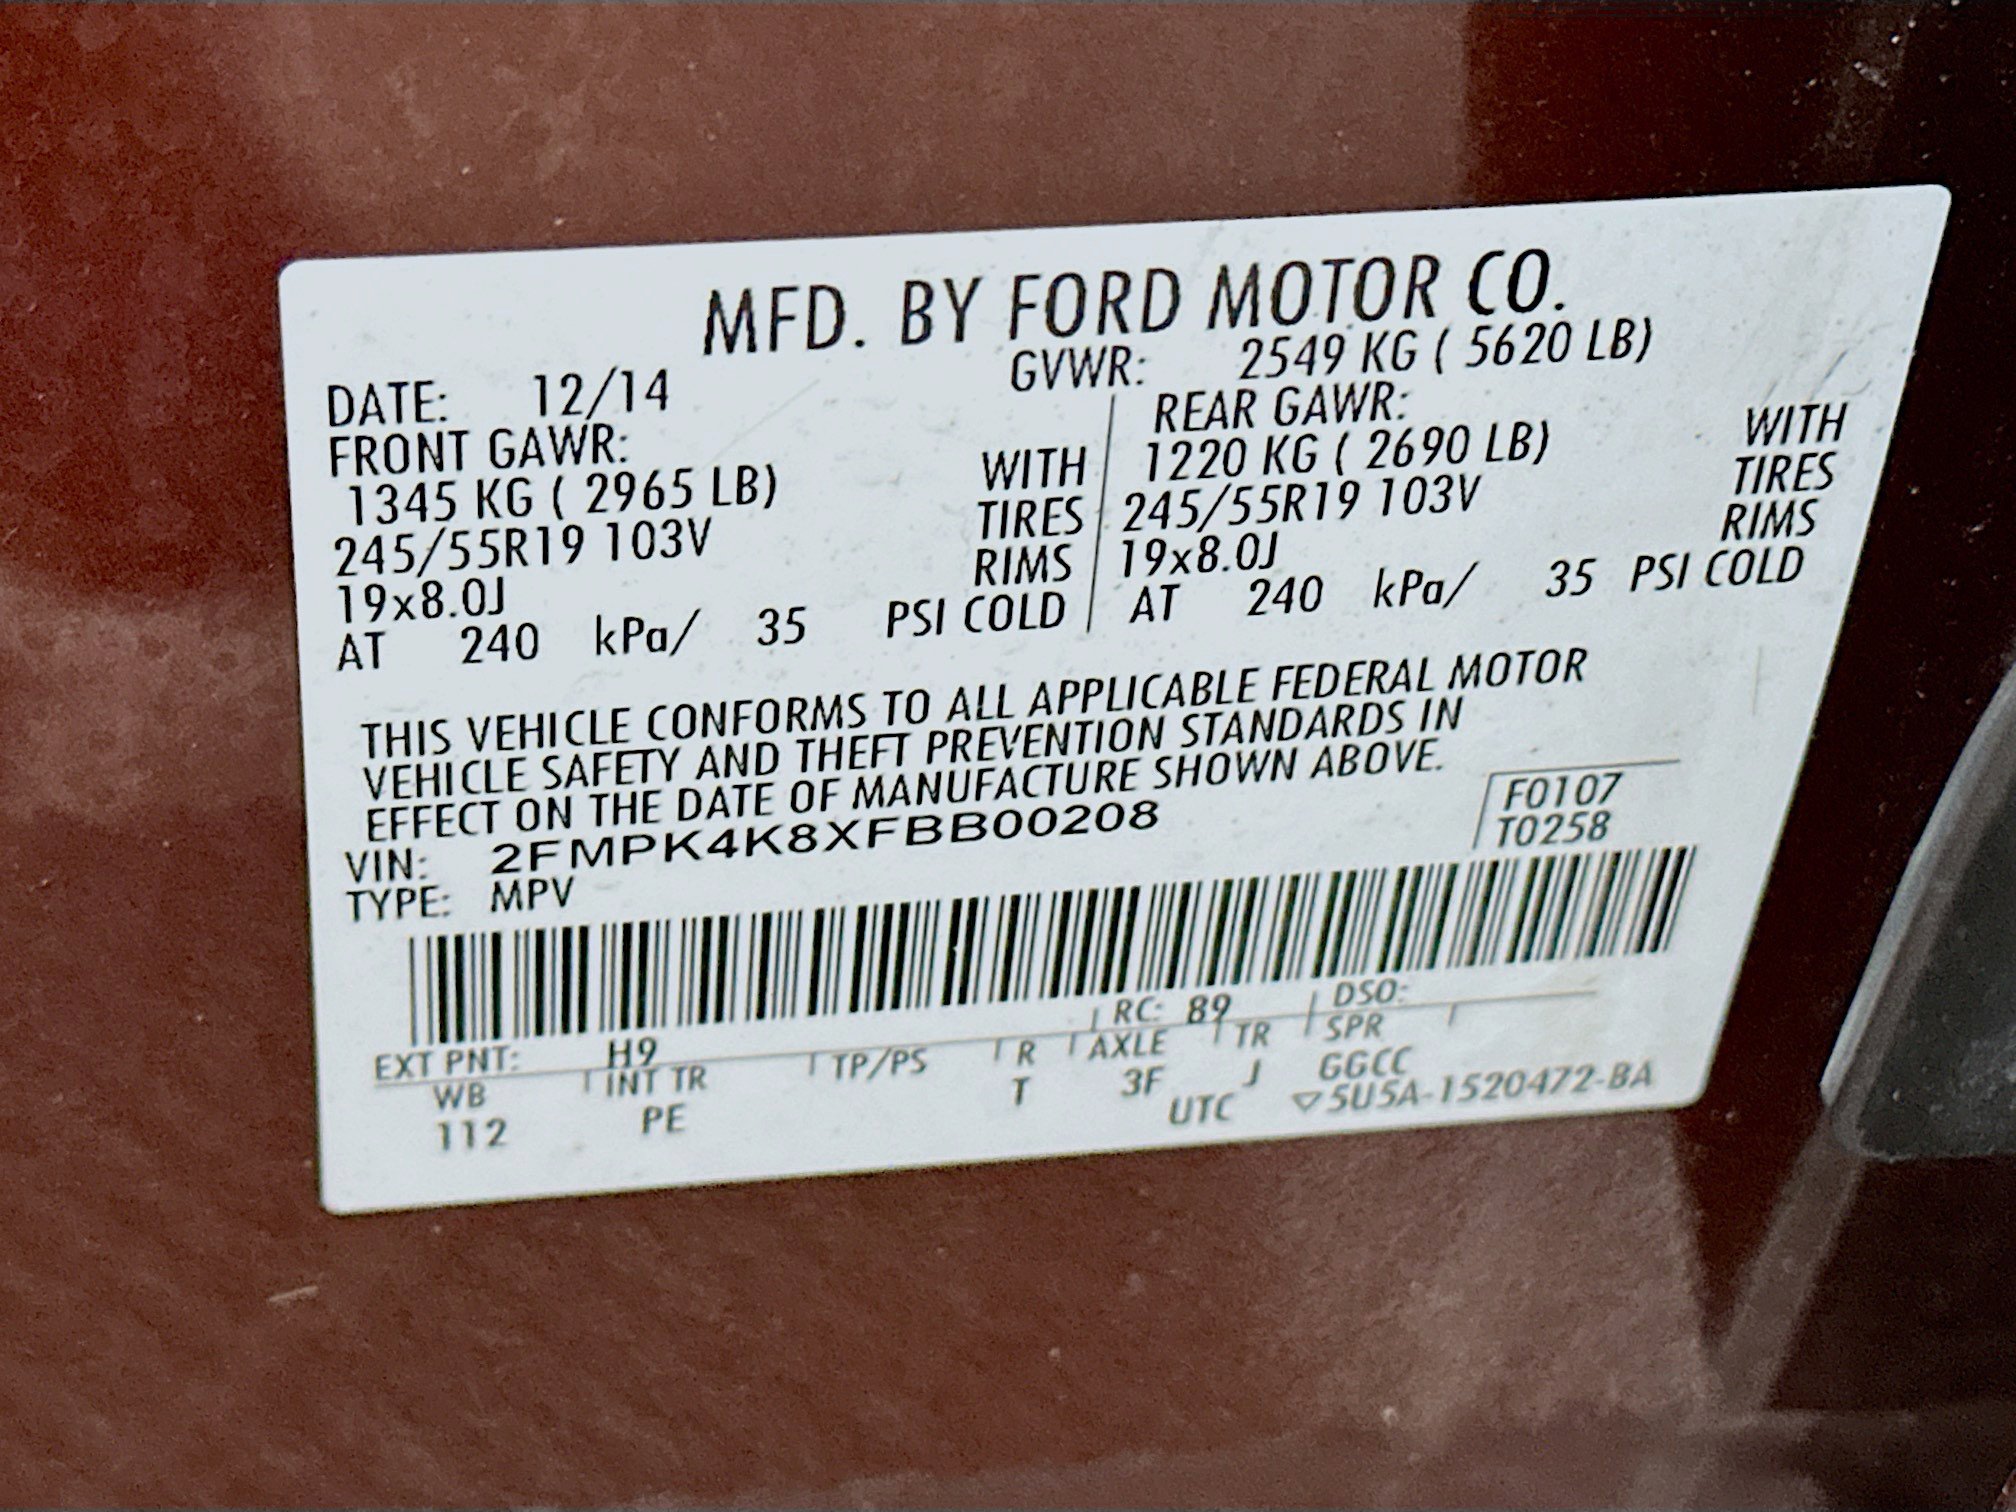 MFD. BY FORD MOTOR CO.
DATE: 12/14 GVWR: 2549 KG ( 5620 LB)
FRONT GAWR: REAR GAWR:
1345 KG ( 2965 LB) WITH 1220 KG ( 2690 LB) WITH
245/55R19 103V TIRES 245/55R19 103V TIRES
19x8.0J RIMS 19x8.0J RIMS
AT 240 kPa/ 35 PSI COLD AT 240 kPa/ 35 PSI COLD
THIS VEHICLE CONFORMS TO ALL APPLICABLE FEDERAL MOTOR
VEHICLE SAFETY AND THEFT PREVENTION STANDARDS IN
EFFECT ON THE DATE OF MANUFACTURE SHOWN ABOVE.
VIN: 2FMPK4K8XFBB00208 F0107
TYPE: MPV T0258
EXT PNT: H9 RC: 89 DSO:
WB INT TR TP/PS R AXLE TR SPR
112 PE T 3F J GGCC
UTC ▽5U5A-1520472-BA